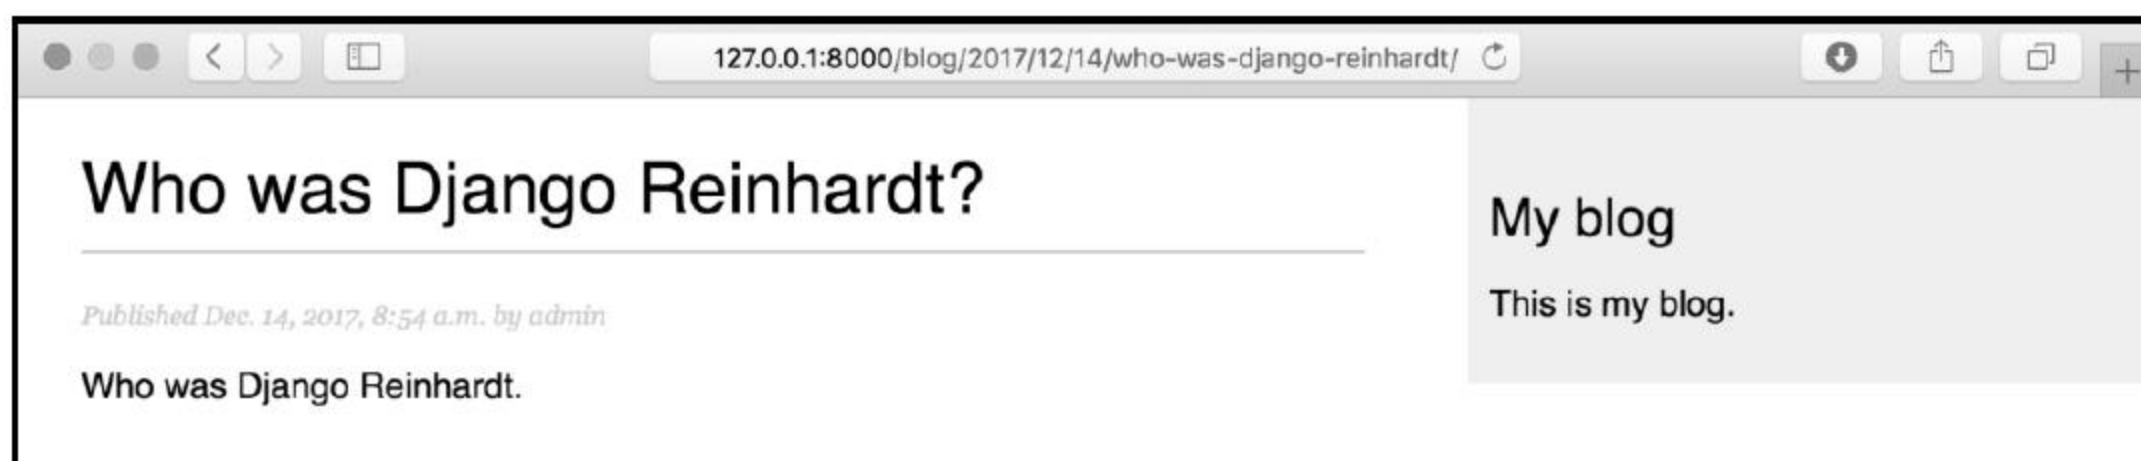 127.0.0.1:8000/blog/2017/12/14/who-was-django-reinhardt/
Who was Django Reinhardt?
Published Dec. 14, 2017, 8:54 a.m. by admin
Who was Django Reinhardt.
My blog
This is my blog.